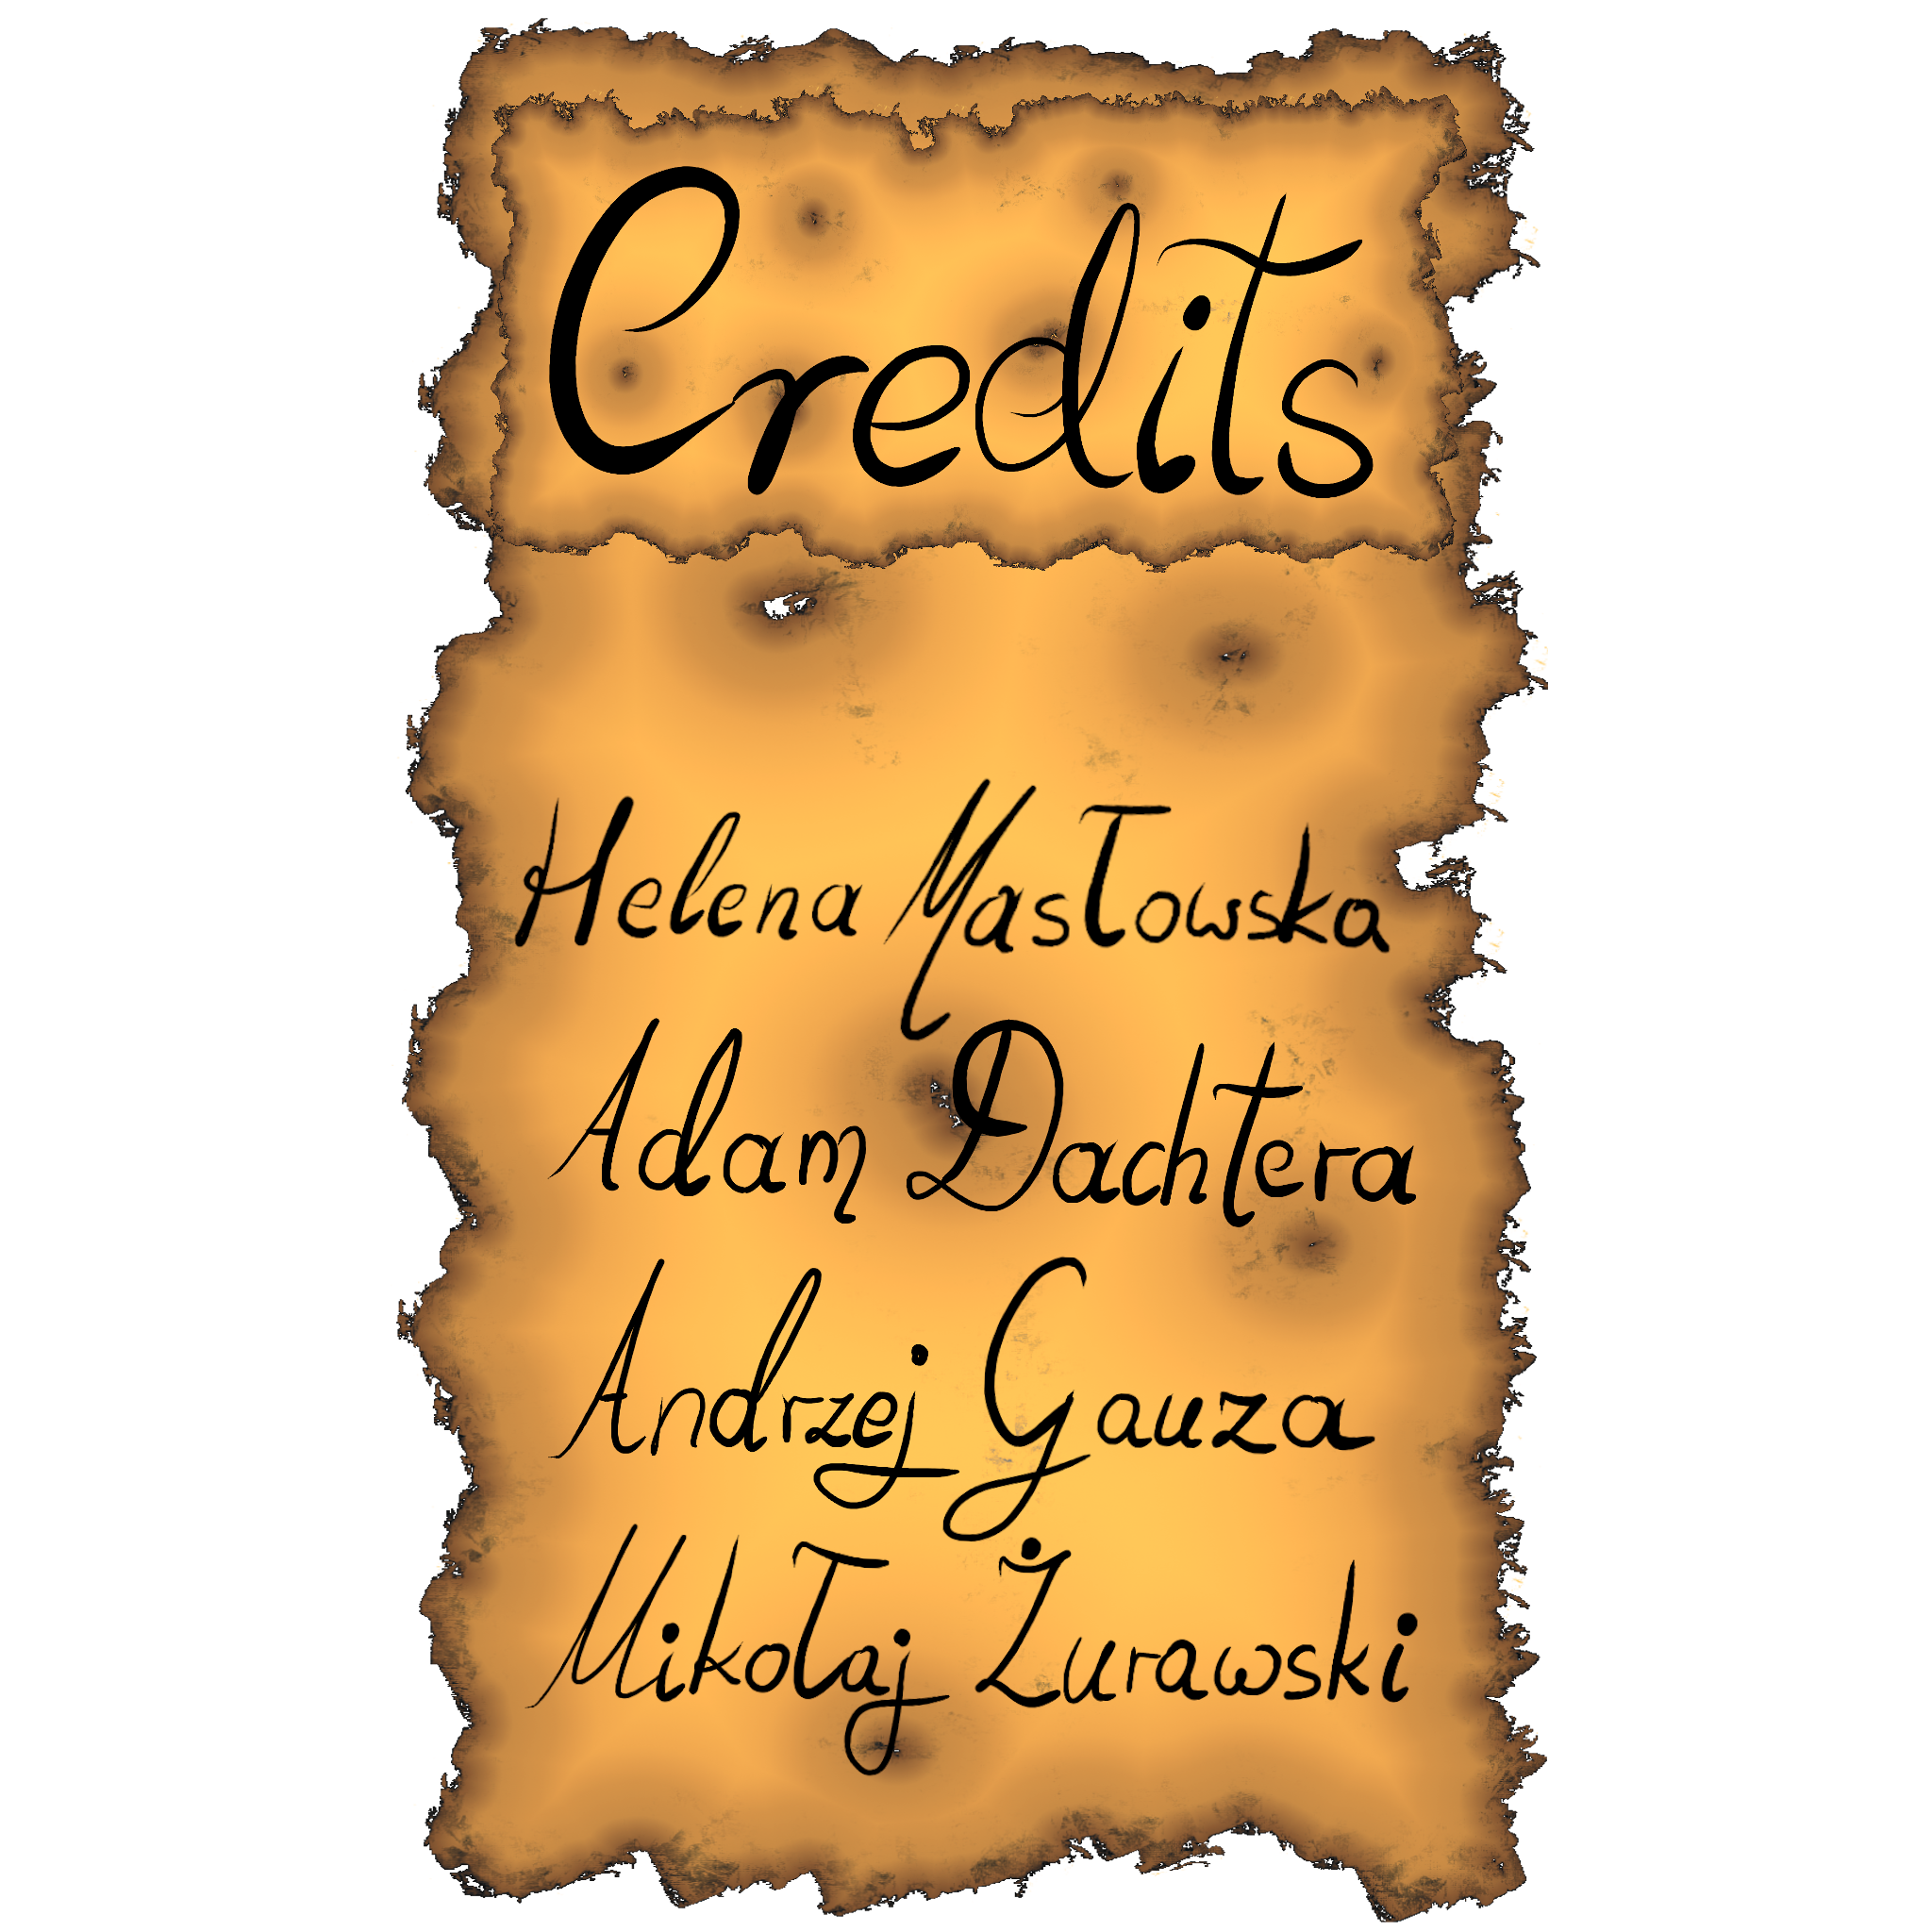 Credits
Helena Masłowska
Adam Dachtera
Andrzej Gauza
Mikołaj Żurawski